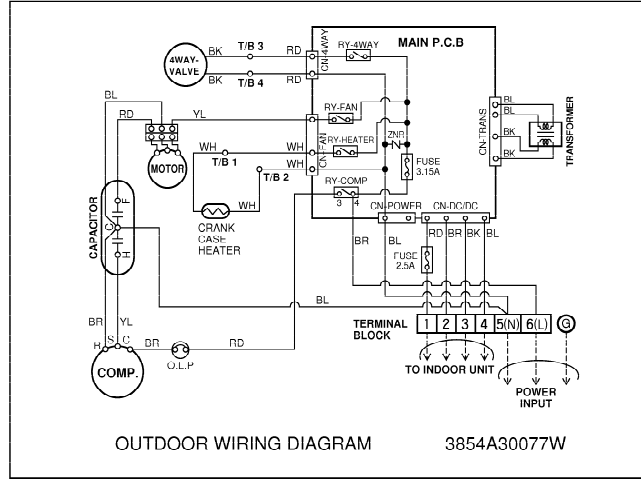 MAIN P.C.B
4WAY-
VALVE
BK
T/B 3
RD
BK
T/B 4
RD
CN-4WAY
RY-4WAY
BL
RD
YL
MOTOR
RY-FAN
CN-FAN
RY-HEATER
ZNR
WH
T/B 1
WH
T/B 2
WH
WH
CRANK
CASE
HEATER
FUSE
3.15A
RY-COMP
3 4
CN-TRANS
BL
BL
BK
BK
TRANSFORMER
CN-POWER
CN-DC/DC
CAPACITOR
F
C
H
BR
BL
FUSE
2.5A
RD
BR
BK
BL
BL
TERMINAL
BLOCK
1 2 3 4 5(N) 6(L) G
TO INDOOR UNIT
POWER
INPUT
BR
YL
R S C
COMP.
BR
O.L.P
RD
OUTDOOR WIRING DIAGRAM
3854A30077W